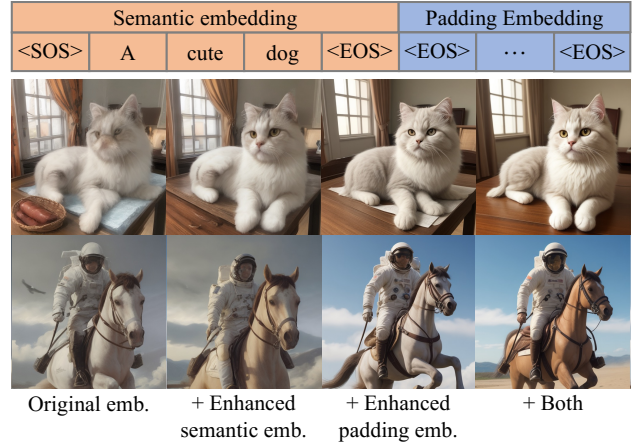 Semantic embedding Padding Embedding
<SOS> A cute dog <EOS> <EOS> ... <EOS>
Original emb. + Enhanced semantic emb. + Enhanced padding emb. + Both